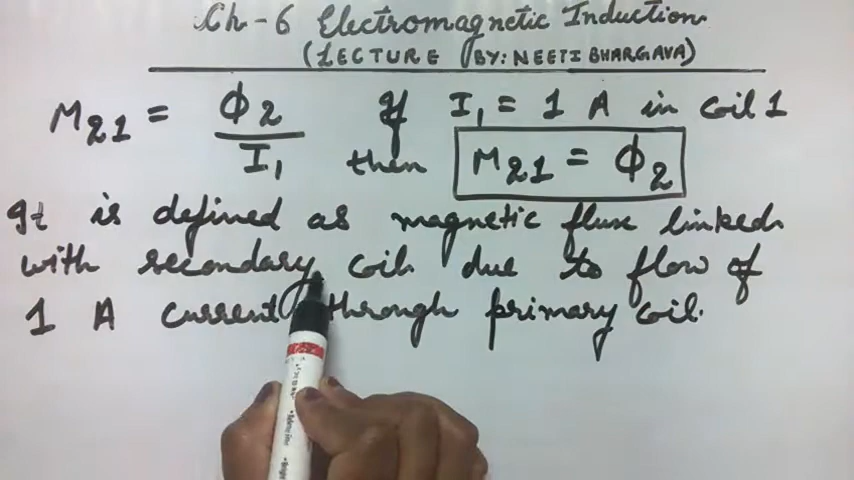 Ch-6 Electromagnetic Induction
(LECTURE BY: NEETI BHARGAVA)
M21 = Φ2/I1 If I1 = 1 A in coil 1
then M21 = Φ2
It is defined as magnetic flux linked
with secondary coil due to flow of
1 A current through primary coil.